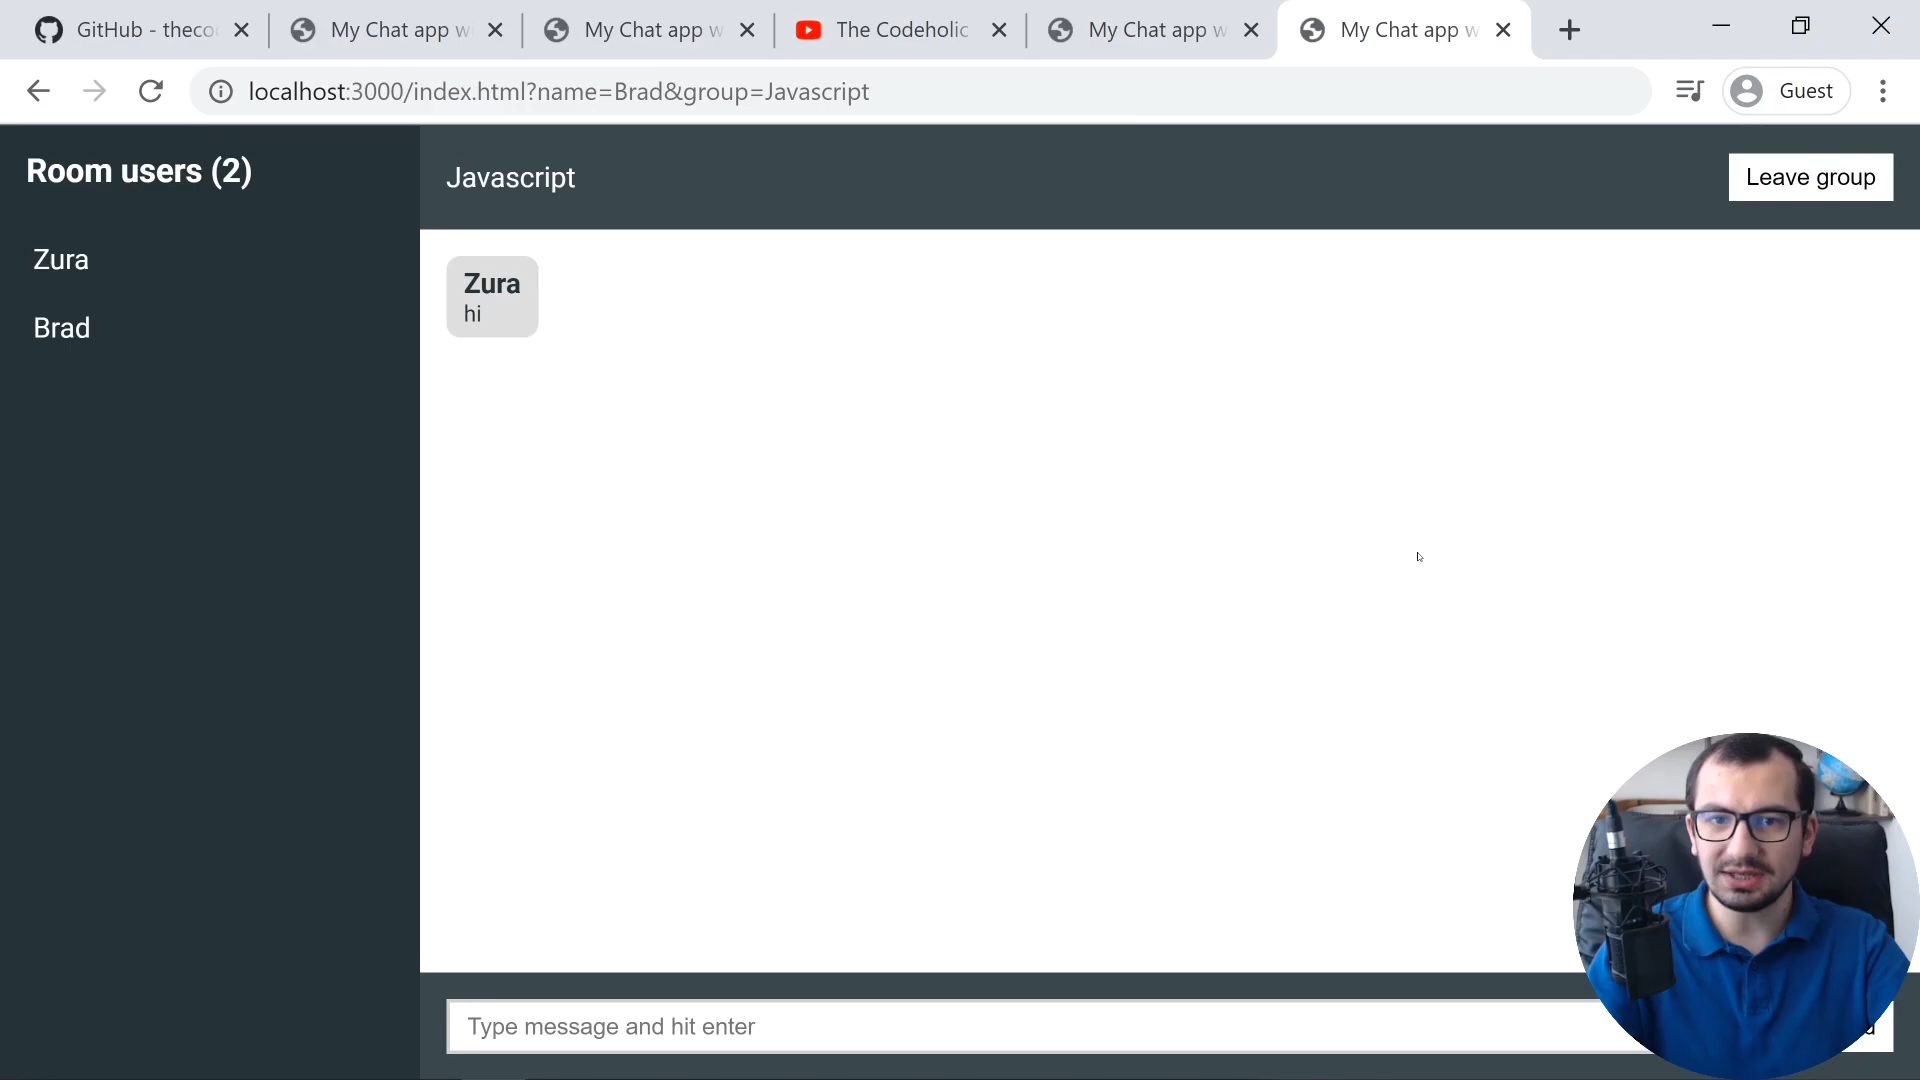 GitHub - theco
My Chat app w
My Chat app w
The Codeholic
My Chat app w
My Chat app w
localhost:3000/index.html?name=Brad&group=Javascript
Guest
Room users (2)
Zura
Brad
Javascript
Leave group
Zura
hi
Type message and hit enter